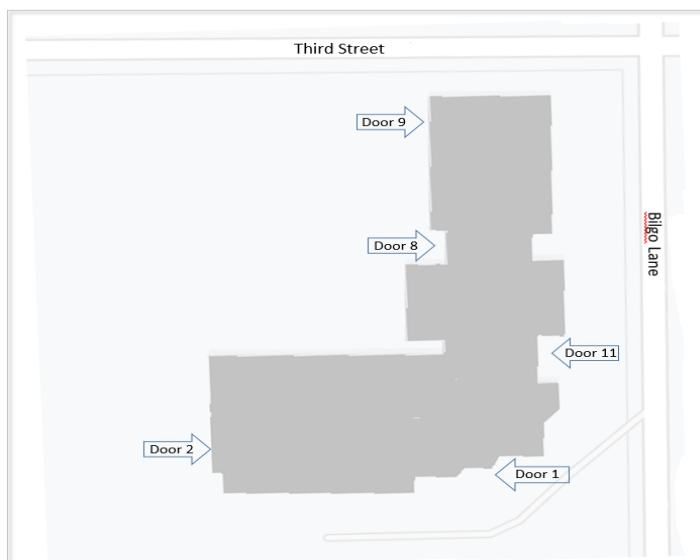 Third Street
Door 9
Bilgo Lane
Door 8
Door 11
Door 2
Door 1